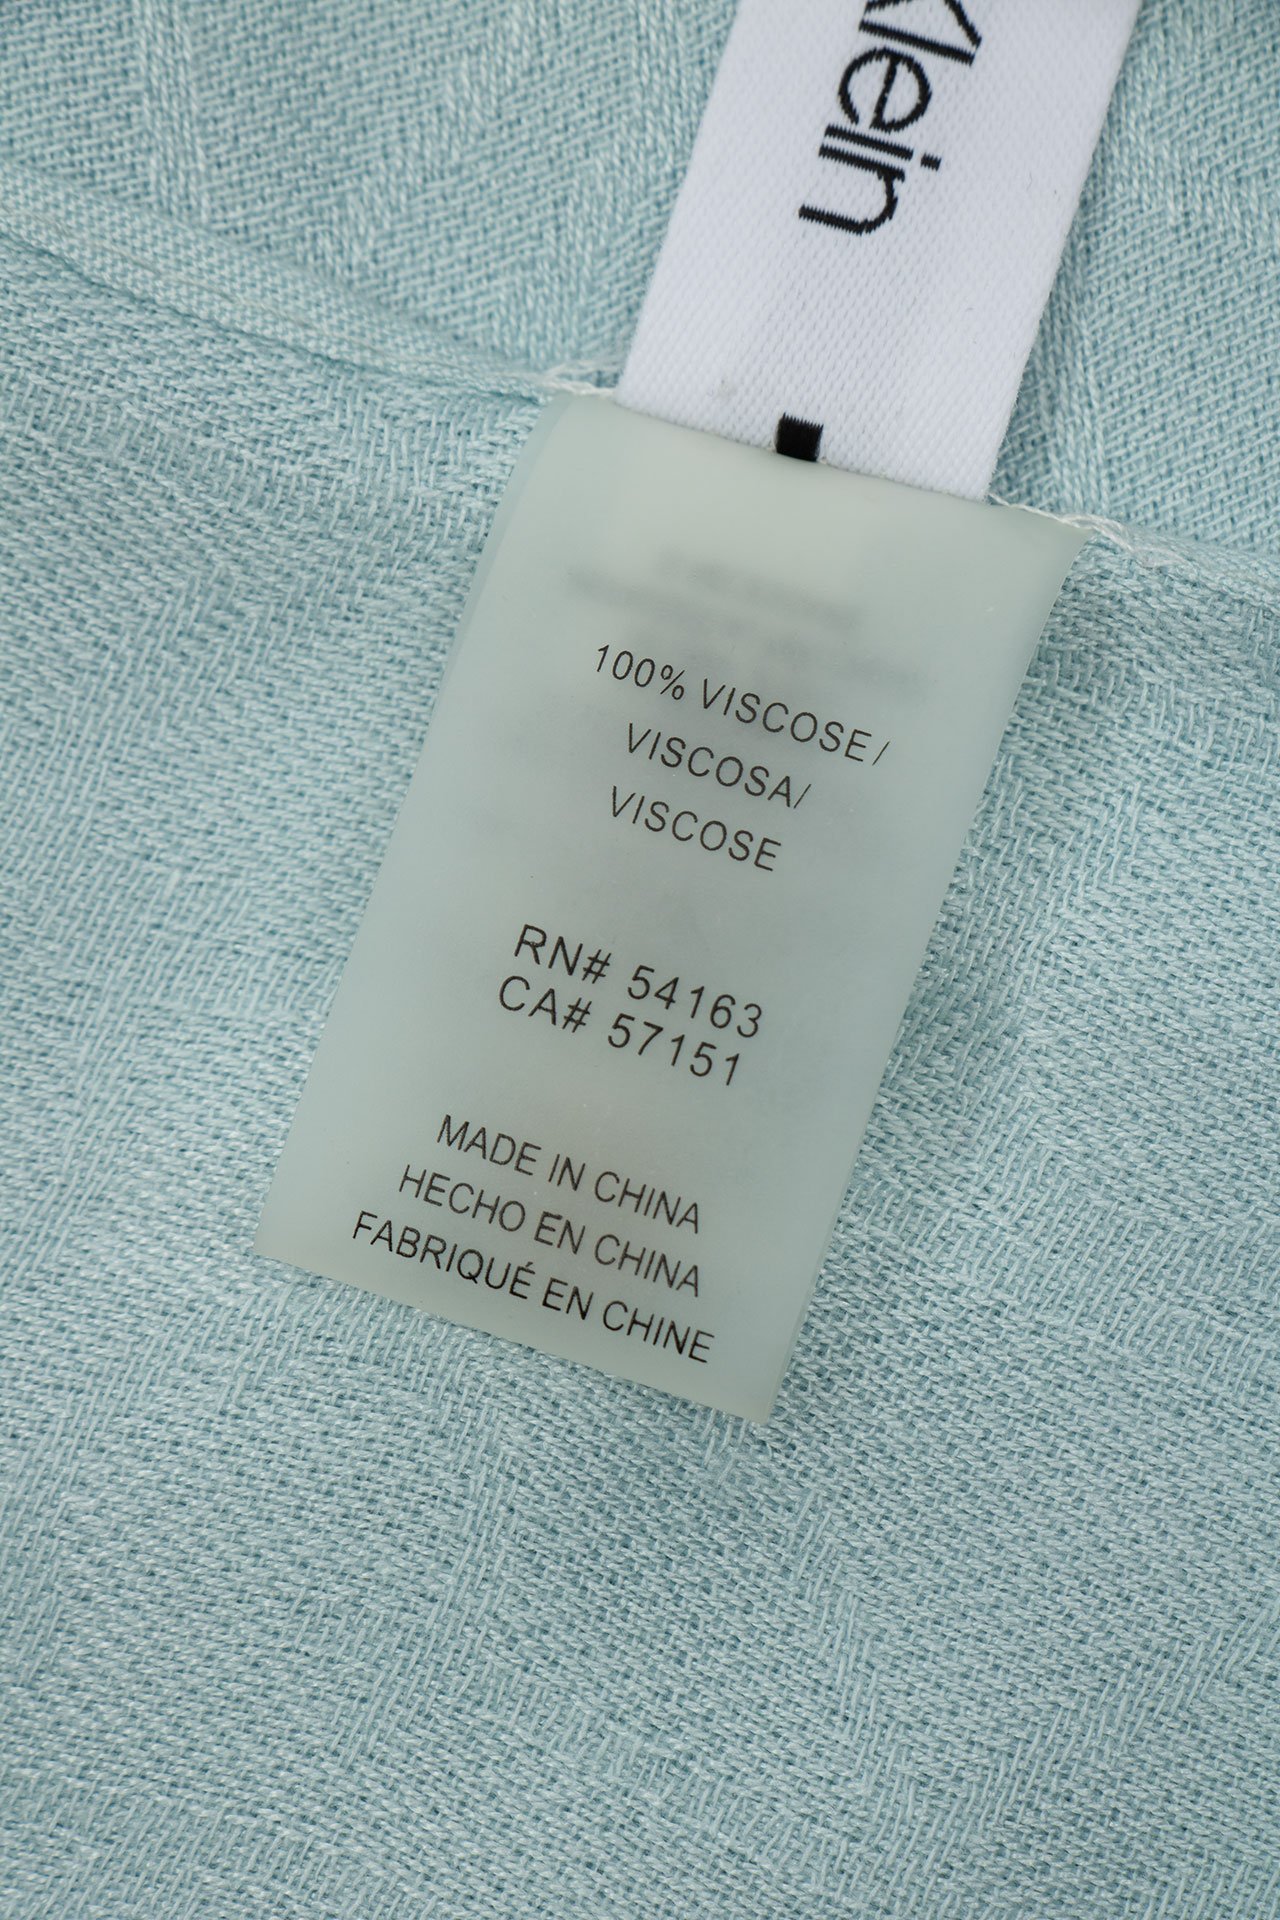 Klein
100% VISCOSE/
VISCOSA/
VISCOSE
RN# 54163
CA# 57151
MADE IN CHINA
HECHO EN CHINA
FABRIQUÉ EN CHINE